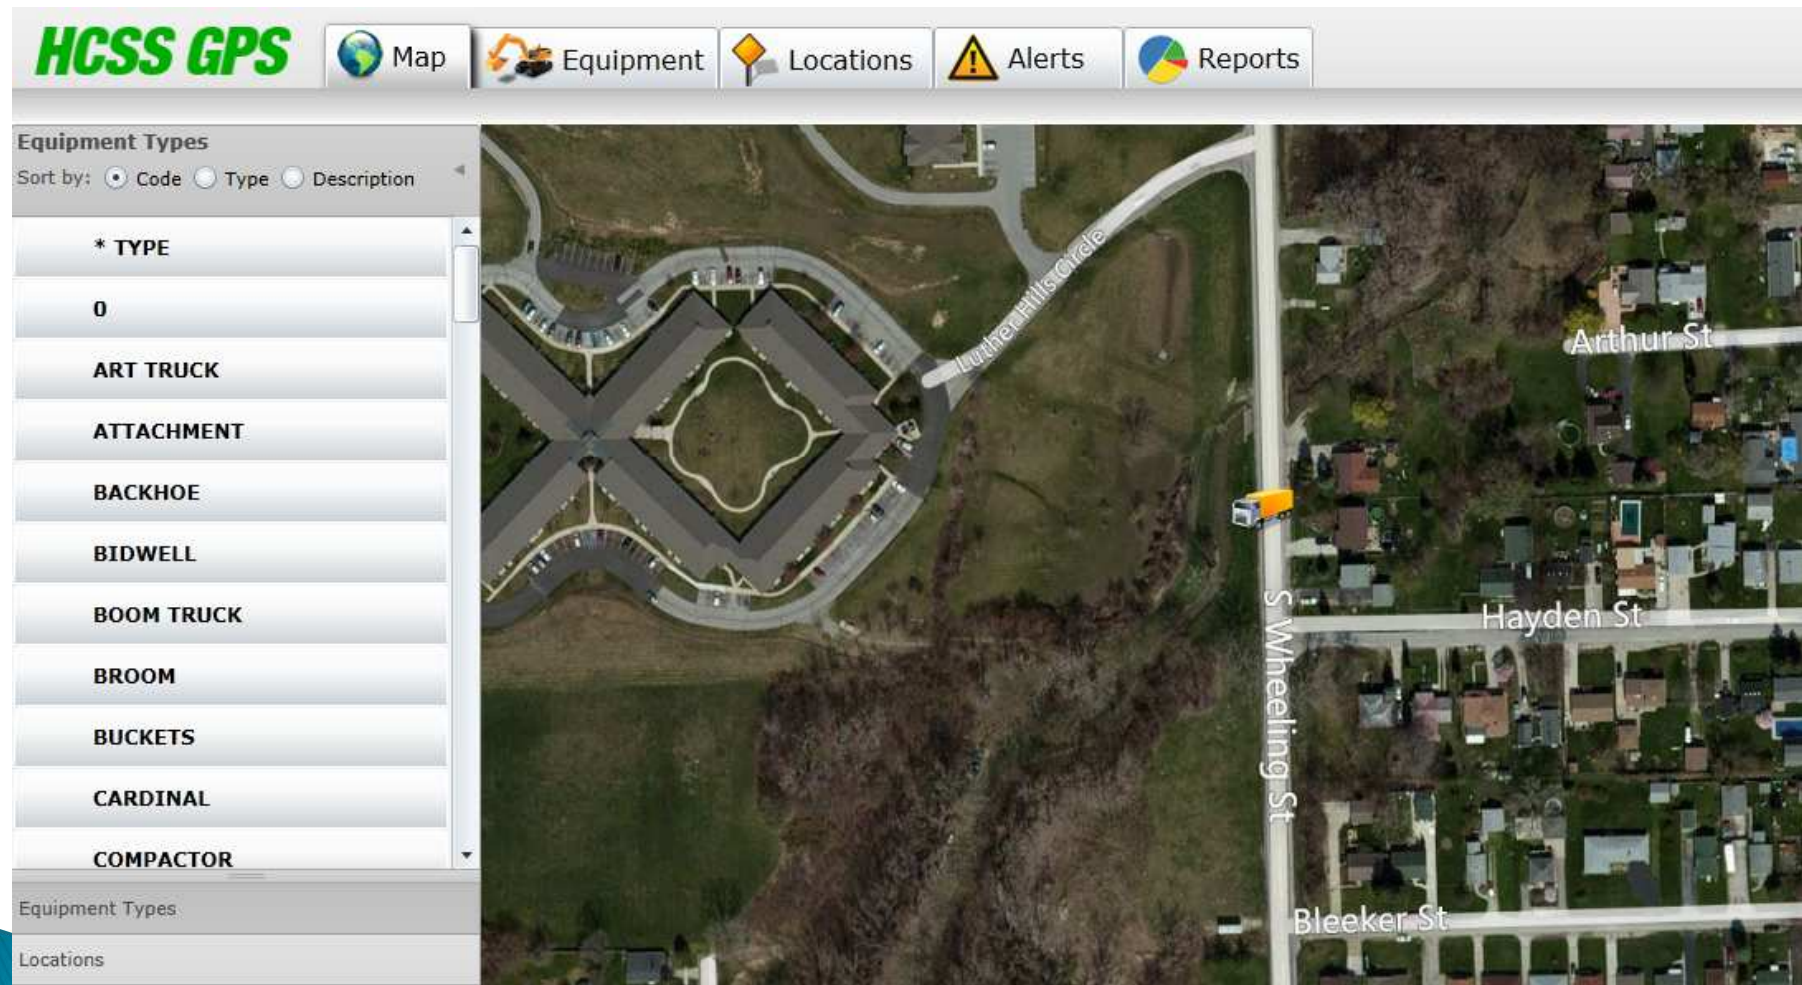 HCSS GPS
Map
Equipment
Locations
Alerts
Reports
Equipment Types
Sort by: Code Type Description
* TYPE
0
ART TRUCK
ATTACHMENT
BACKHOE
BIDWELL
BOOM TRUCK
BROOM
BUCKETS
CARDINAL
COMPACTOR
Equipment Types
Locations
Luther Hills Circle
Arthur St
S Wheeling St
Hayden St
Bleeker St